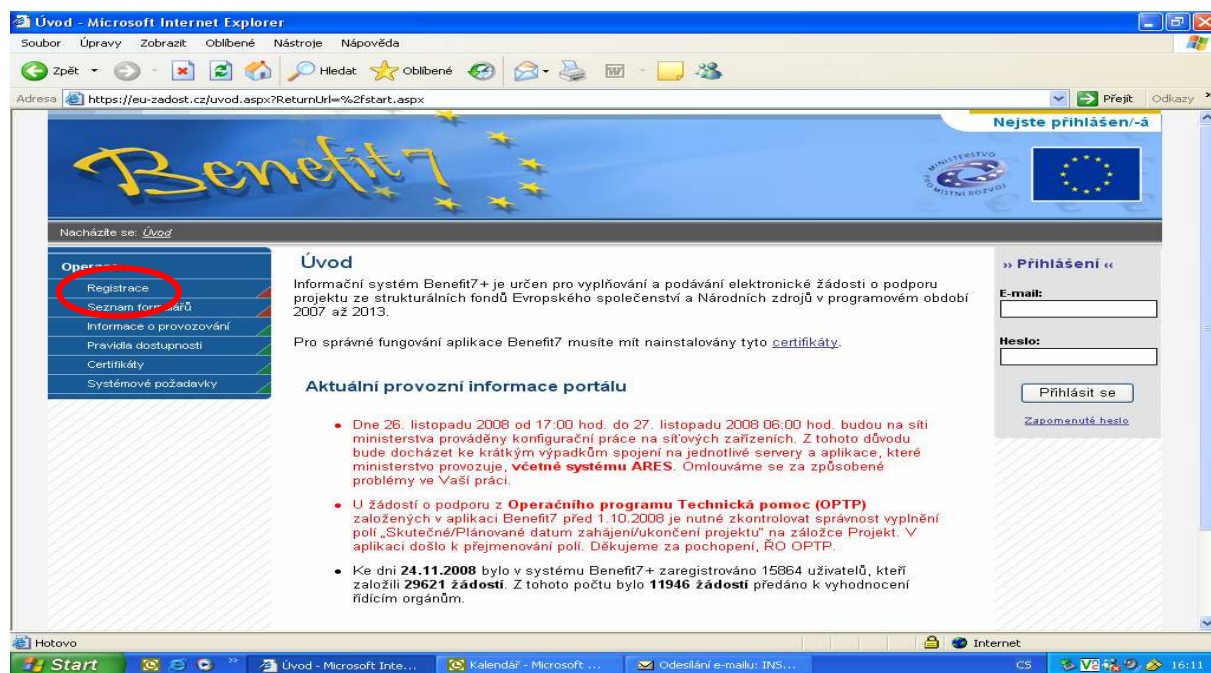 Úvod - Microsoft Internet Explorer
Soubor Úpravy Zobrazit Oblíbené Nástroje Nápověda
Zpět Hledat Oblíbené
Adresa https://eu-zadost.cz/uvod.aspx?ReturnUrl=%2fstart.aspx Přejít Odkazy
Nejste přihlášen/-á
Benefit 7
MINISTERSTVO PRO MÍSTNÍ ROZVOJ
Nacházíte se: Úvod
Registrace
Seznam formulářů
Informace o provozování
Pravidla dostupnosti
Certifikáty
Systémové požadavky
Úvod
Informační systém Benefit7+ je určen pro vyplňování a podávání elektronické žádosti o podporu
projektu ze strukturálních fondů Evropského společenství a Národních zdrojů v programovém období
2007 až 2013.
Pro správné fungování aplikace Benefit7 musíte mít nainstalovány tyto certifikáty.
Aktuální provozní informace portálu
• Dne 26. listopadu 2008 od 17:00 hod. do 27. listopadu 2008 06:00 hod. budou na síti
ministerstva prováděny konfigurační práce na síťových zařízeních. Z tohoto důvodu
bude docházet ke krátkým výpadkům spojení na jednotlivé servery a aplikace, které
ministerstvo provozuje, včetně systému ARES. Omlouváme se za způsobené
problémy ve Vaší práci.
• U žádostí o podporu z Operačního programu Technická pomoc (OPTP)
založených v aplikaci Benefit7 před 1.10.2008 je nutné zkontrolovat správnost vyplnění
polí „Skutečné/Plánované datum zahájení/ukončení projektu" na záložce Projekt. V
aplikaci došlo k přejmenování polí. Děkujeme za pochopení, ŘO OPTP.
• Ke dni 24.11.2008 bylo v systému Benefit7+ zaregistrováno 15864 uživatelů, kteří
založili 29621 žádostí. Z tohoto počtu bylo 11946 žádostí předáno k vyhodnocení
řídícím orgánům.
» Přihlášení «
E-mail:
Heslo:
Přihlásit se
Zapomenuté heslo
Hotovo Internet
Start Úvod - Microsoft Inte... Kalendář - Microsoft ... Odesílání e-mailu: INS... CS 16:11